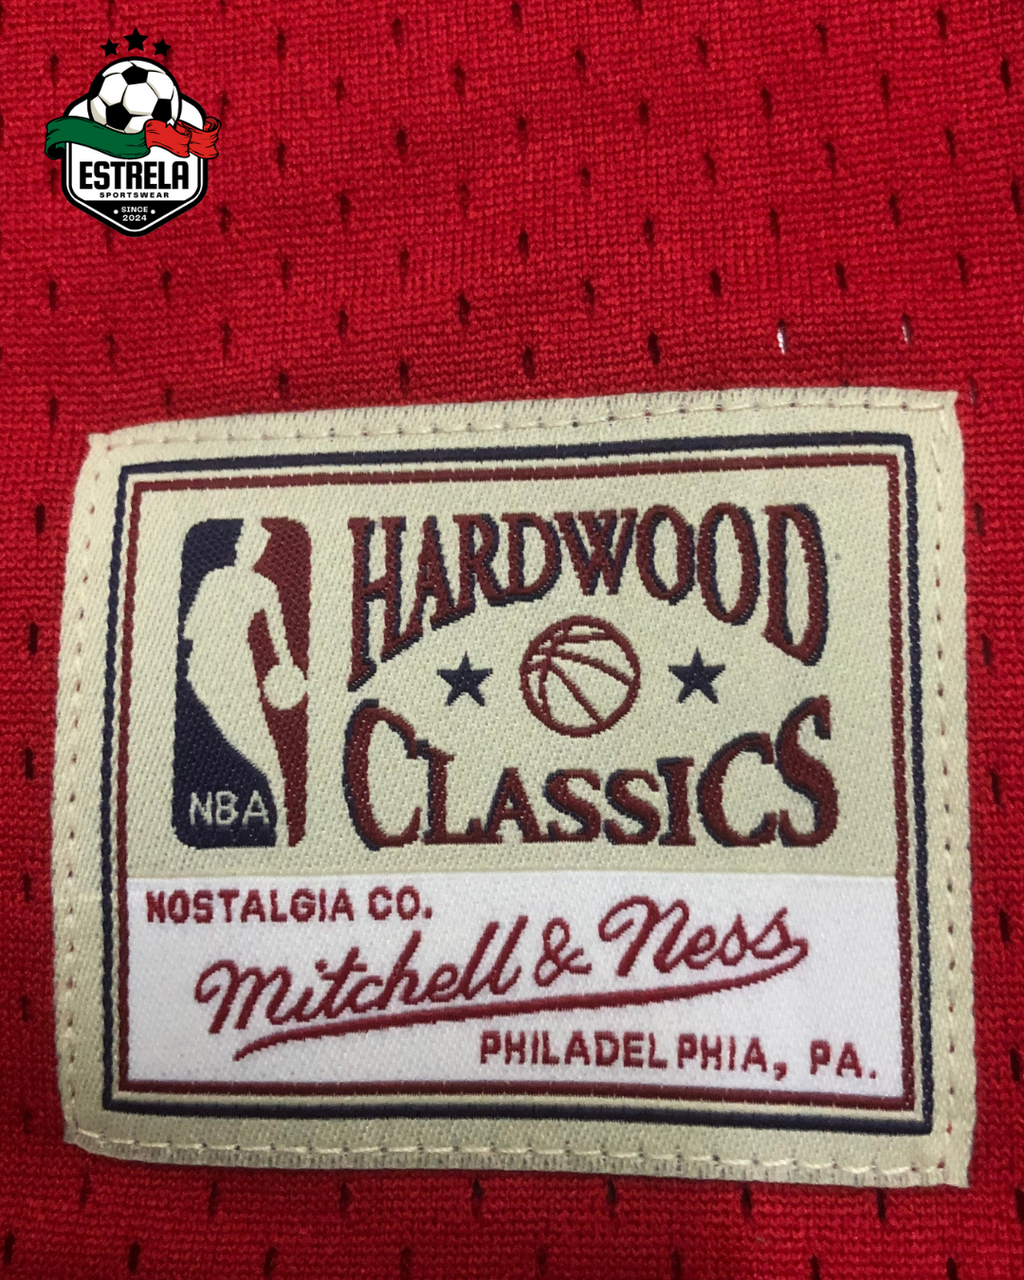 ESTRELA
SPORTSWEAR
SINCE
2024
HARDWOOD
CLASSICS
NBA
NOSTALGIA CO.
Mitchell & Ness
PHILADELPHIA, PA.